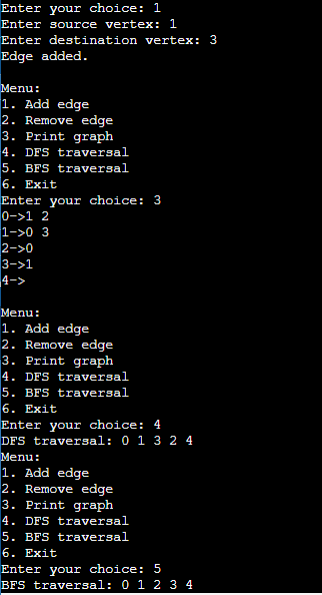 Enter your choice: 1
Enter source vertex: 1
Enter destination vertex: 3
Edge added.

Menu:
1. Add edge
2. Remove edge
3. Print graph
4. DFS traversal
5. BFS traversal
6. Exit
Enter your choice: 3
0->1 2
1->0 3
2->0
3->1
4->

Menu:
1. Add edge
2. Remove edge
3. Print graph
4. DFS traversal
5. BFS traversal
6. Exit
Enter your choice: 4
DFS traversal: 0 1 3 2 4
Menu:
1. Add edge
2. Remove edge
3. Print graph
4. DFS traversal
5. BFS traversal
6. Exit
Enter your choice: 5
BFS traversal: 0 1 2 3 4